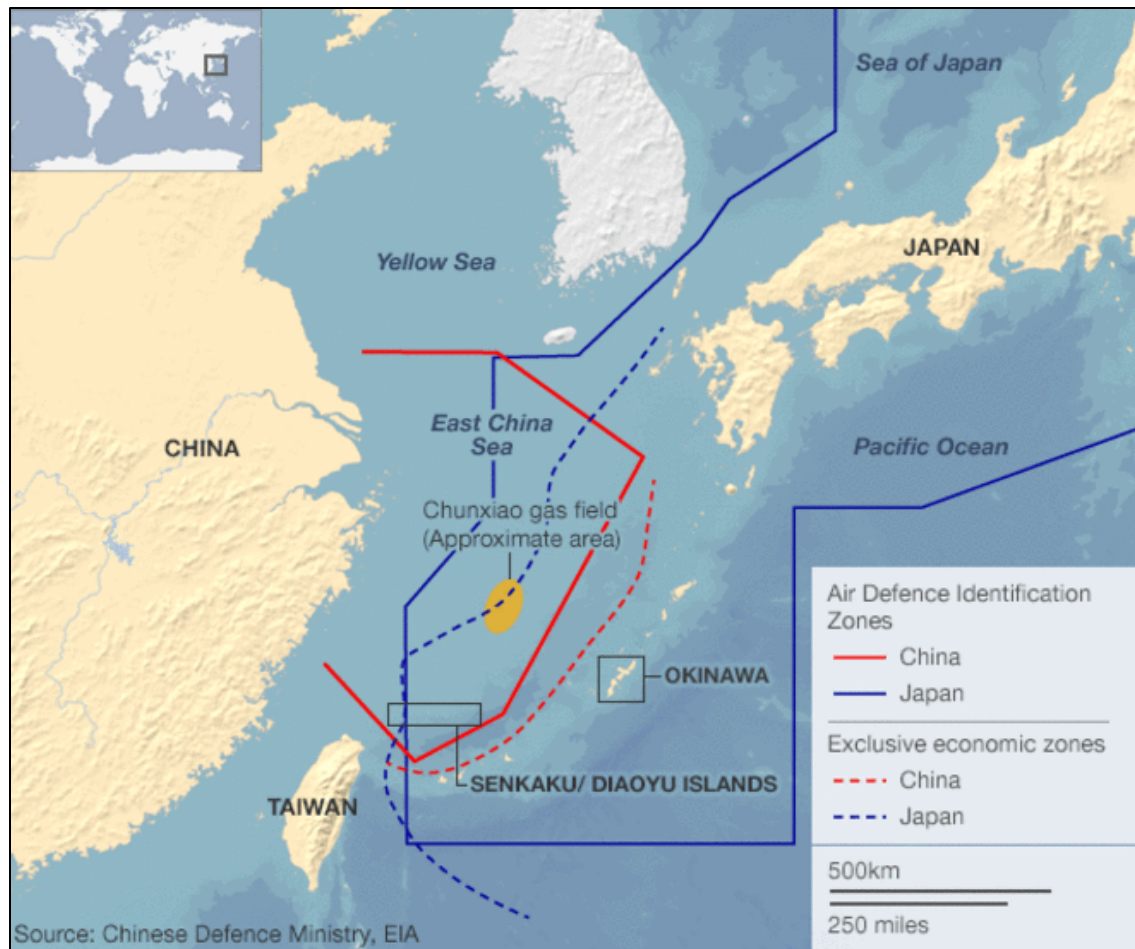 Sea of Japan
Yellow Sea
JAPAN
East China
Sea
CHINA
Pacific Ocean
Chunxiao gas field
(Approximate area)
OKINAWA
SENKAKU/ DIAOYU ISLANDS
TAIWAN
Air Defence Identification
Zones
China
Japan
Exclusive economic zones
China
Japan
500km
250 miles
Source: Chinese Defence Ministry, EIA